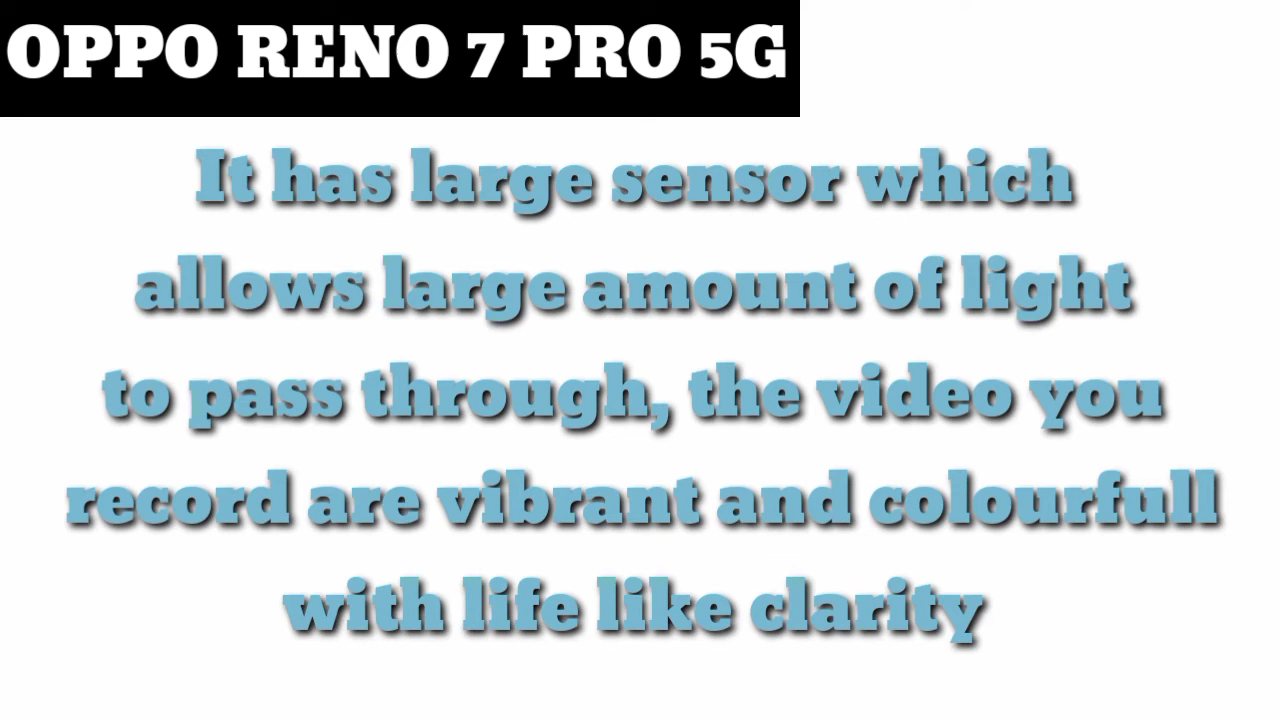 OPPO RENO 7 PRO 5G
It has large sensor which
allows large amount of light
to pass through, the video you
record are vibrant and colourfull
with life like clarity